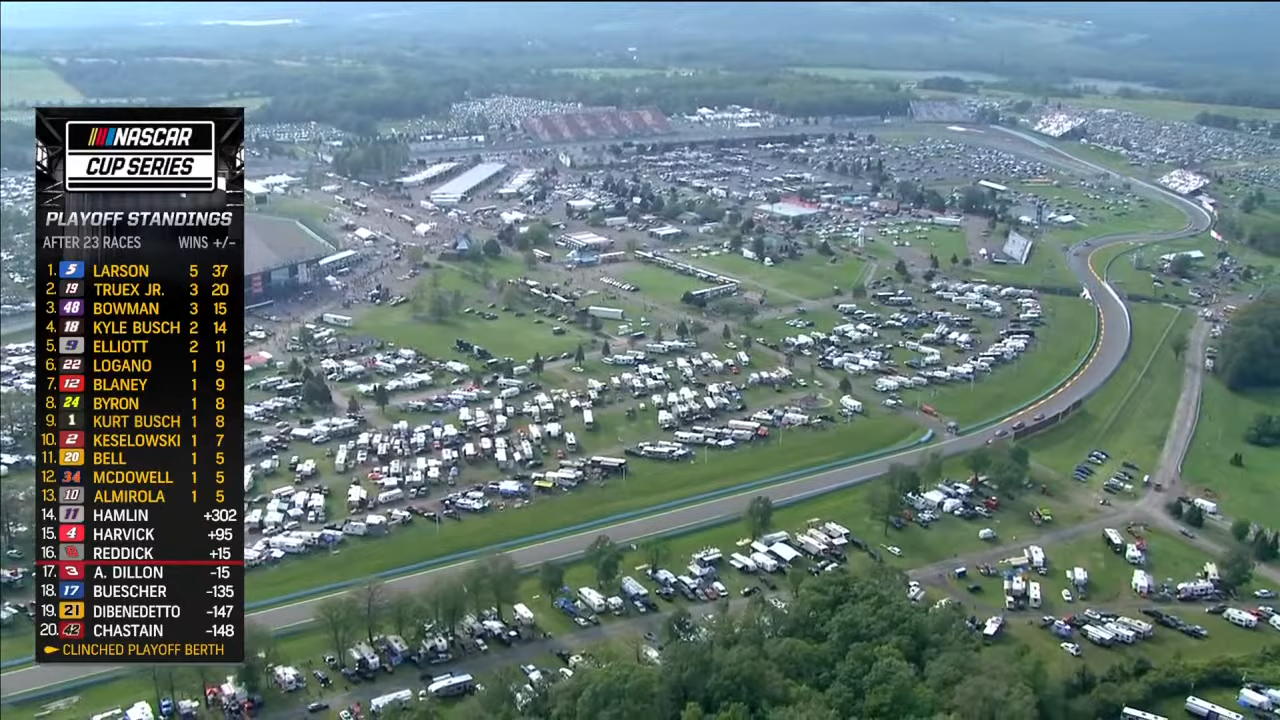 NASCAR
CUP SERIES
PLAYOFF STANDINGS
AFTER 23 RACES WINS +/-
1. 5 LARSON 5 37
2. 19 TRUEX JR. 3 20
3. 48 BOWMAN 3 15
4. 18 KYLE BUSCH 2 14
5. 9 ELLIOTT 2 11
6. 22 LOGANO 1 9
7. 12 BLANEY 1 9
8. 24 BYRON 1 8
9. 1 KURT BUSCH 1 8
10. 2 KESELOWSKI 1 7
11. 20 BELL 1 5
12. 34 MCDOWELL 1 5
13. 10 ALMIROLA 1 5
14. 11 HAMLIN +302
15. 4 HARVICK +95
16. 8 REDDICK +15
17. 3 A. DILLON -15
18. 17 BUESCHER -135
19. 21 DIBENEDETTO -147
20. 42 CHASTAIN -148
CLINCHED PLAYOFF BERTH